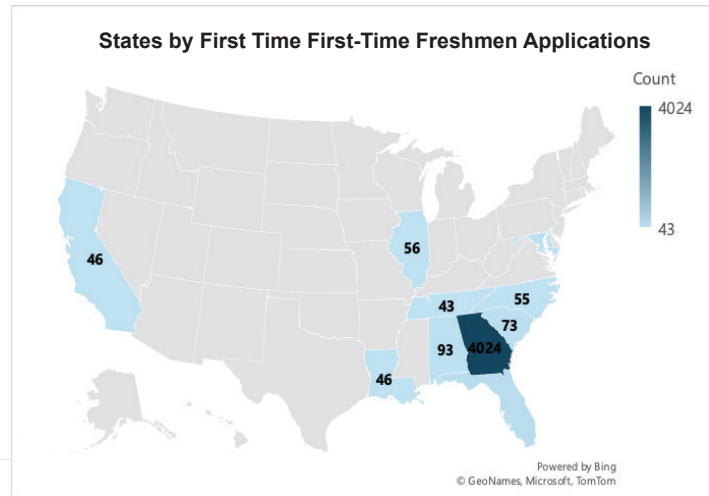 States by First Time First-Time Freshmen Applications
Count
4024
43
46
56
43
55
73
93
4024
46
Powered by Bing
© GeoNames, Microsoft, TomTom